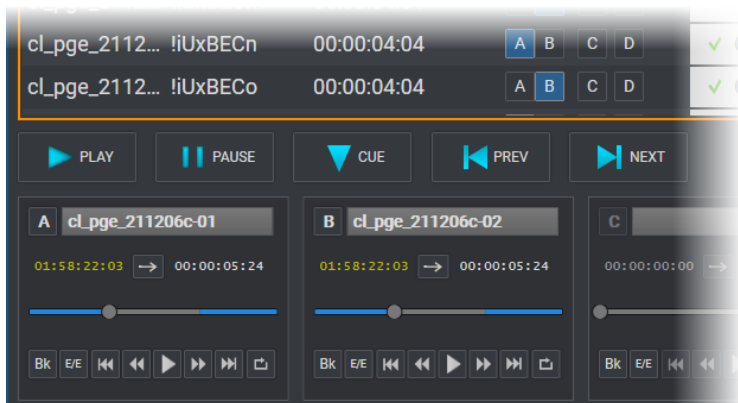 cl_pge_2112... !iUxBECn 00:00:04:04 A B C D
cl_pge_2112... !iUxBECo 00:00:04:04 A B C D
PLAY PAUSE CUE PREV NEXT
A cl_pge_211206c-01 B cl_pge_211206c-02 C
01:58:22:03 → 00:00:05:24 01:58:22:03 → 00:00:05:24 00:00:00:00 →
Bk E/E Bk E/E Bk E/E